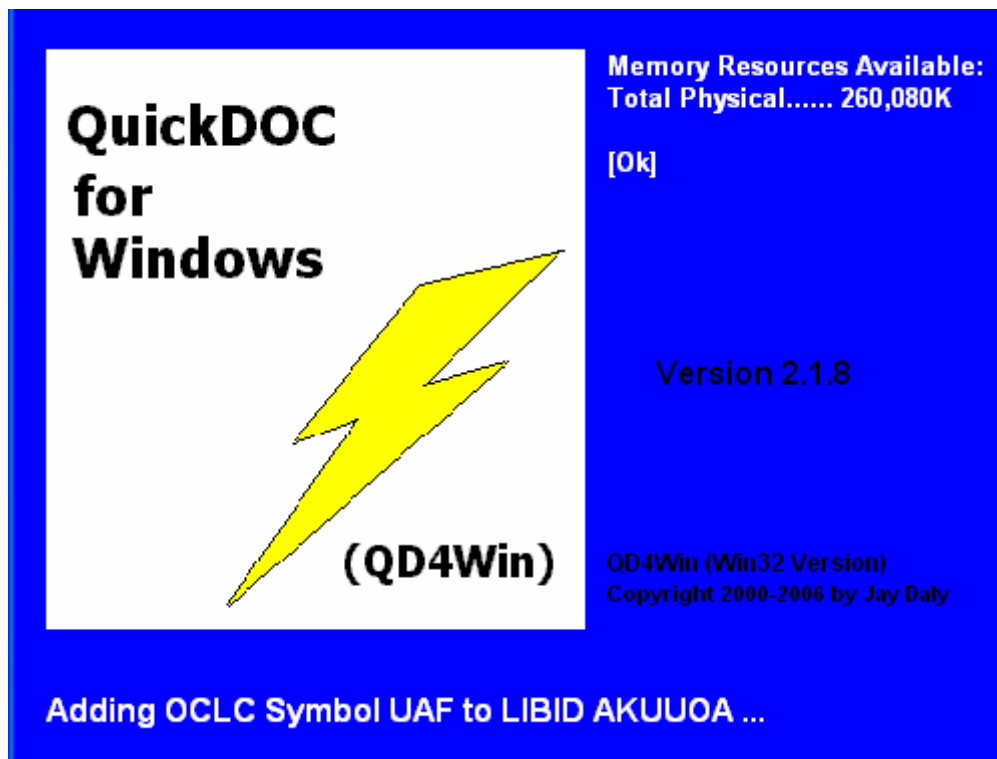 QuickDOC
for
Windows
(QD4Win)
Memory Resources Available:
Total Physical...... 260,080K
[Ok]
Version 2.1.8
QD4Win (Win32 Version)
Copyright 2000-2006 by Jay Daly
Adding OCLC Symbol UAF to LIBID AKUUOA ...